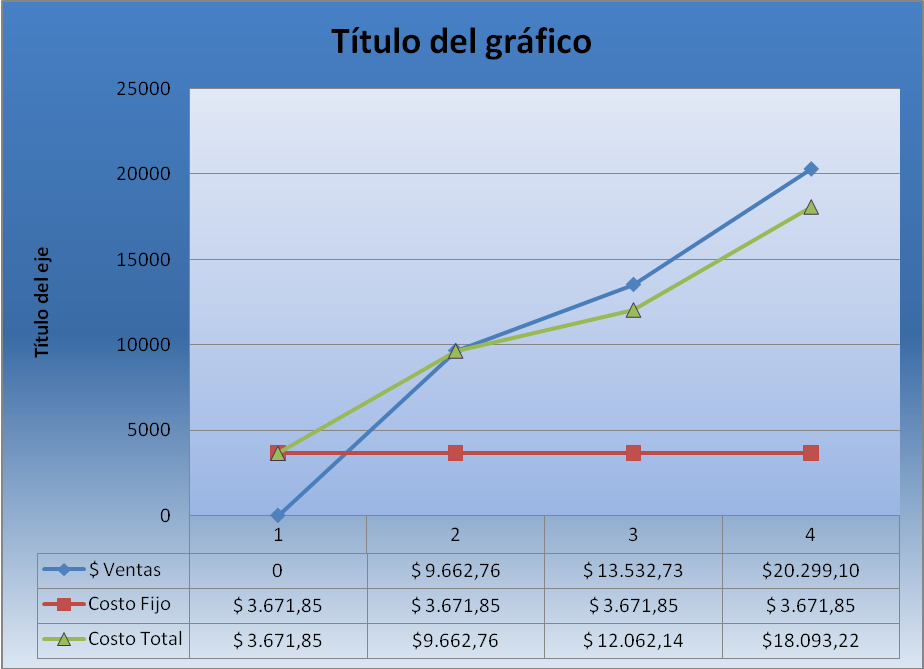 Título del gráfico
25000
20000
15000
10000
5000
0
Título del eje
1 2 3 4
$ Ventas 0 $ 9.662,76 $ 13.532,73 $20.299,10
Costo Fijo $ 3.671,85 $ 3.671,85 $ 3.671,85 $ 3.671,85
Costo Total $ 3.671,85 $9.662,76 $ 12.062,14 $18.093,22